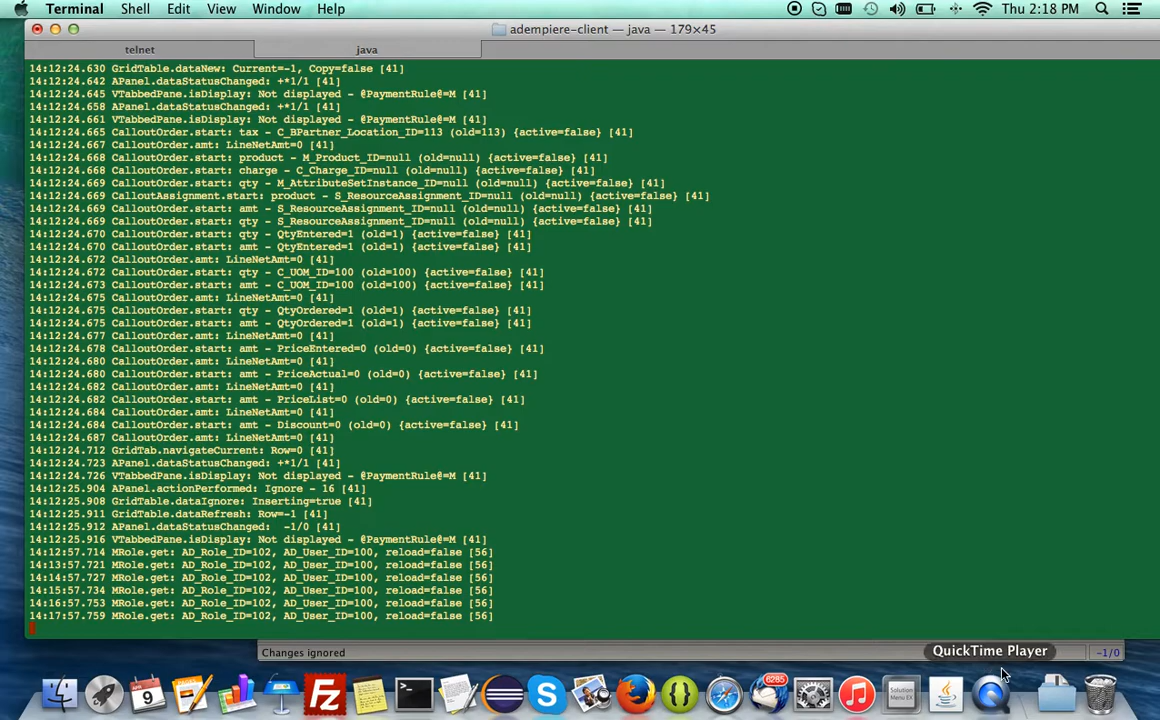 Terminal Shell Edit View Window Help Thu 2:18 PM
adempiere-client — java — 179×45
telnet java
14:12:24.630 GridTable.dataNew: Current=-1, Copy=false [41]
14:12:24.642 APanel.dataStatusChanged: +*1/1 [41]
14:12:24.645 VTabbedPane.isDisplay: Not displayed - @PaymentRule@=M [41]
14:12:24.658 APanel.dataStatusChanged: +*1/1 [41]
14:12:24.661 VTabbedPane.isDisplay: Not displayed - @PaymentRule@=M [41]
14:12:24.665 CalloutOrder.start: tax - C_BPartner_Location_ID=113 (old=113) {active=false} [41]
14:12:24.667 CalloutOrder.amt: LineNetAmt=0 [41]
14:12:24.668 CalloutOrder.start: product - M_Product_ID=null (old=null) {active=false} [41]
14:12:24.668 CalloutOrder.start: charge - C_Charge_ID=null (old=null) {active=false} [41]
14:12:24.669 CalloutOrder.start: qty - M_AttributeSetInstance_ID=null (old=null) {active=false} [41]
14:12:24.669 CalloutAssignment.start: product - S_ResourceAssignment_ID=null (old=null) {active=false} [41]
14:12:24.669 CalloutOrder.start: amt - S_ResourceAssignment_ID=null (old=null) {active=false} [41]
14:12:24.669 CalloutOrder.start: qty - S_ResourceAssignment_ID=null (old=null) {active=false} [41]
14:12:24.670 CalloutOrder.start: qty - QtyEntered=1 (old=1) {active=false} [41]
14:12:24.670 CalloutOrder.start: amt - QtyEntered=1 (old=1) {active=false} [41]
14:12:24.672 CalloutOrder.amt: LineNetAmt=0 [41]
14:12:24.672 CalloutOrder.start: qty - C_UOM_ID=100 (old=100) {active=false} [41]
14:12:24.673 CalloutOrder.start: amt - C_UOM_ID=100 (old=100) {active=false} [41]
14:12:24.675 CalloutOrder.amt: LineNetAmt=0 [41]
14:12:24.675 CalloutOrder.start: qty - QtyOrdered=1 (old=1) {active=false} [41]
14:12:24.675 CalloutOrder.start: amt - QtyOrdered=1 (old=1) {active=false} [41]
14:12:24.677 CalloutOrder.amt: LineNetAmt=0 [41]
14:12:24.678 CalloutOrder.start: amt - PriceEntered=0 (old=0) {active=false} [41]
14:12:24.680 CalloutOrder.amt: LineNetAmt=0 [41]
14:12:24.680 CalloutOrder.start: amt - PriceActual=0 (old=0) {active=false} [41]
14:12:24.682 CalloutOrder.amt: LineNetAmt=0 [41]
14:12:24.682 CalloutOrder.start: amt - PriceList=0 (old=0) {active=false} [41]
14:12:24.684 CalloutOrder.amt: LineNetAmt=0 [41]
14:12:24.684 CalloutOrder.start: amt - Discount=0 (old=0) {active=false} [41]
14:12:24.687 CalloutOrder.amt: LineNetAmt=0 [41]
14:12:24.712 GridTab.navigateCurrent: Row=0 [41]
14:12:24.723 APanel.dataStatusChanged: +*1/1 [41]
14:12:24.726 VTabbedPane.isDisplay: Not displayed - @PaymentRule@=M [41]
14:12:25.904 APanel.actionPerformed: Ignore - 16 [41]
14:12:25.908 GridTable.dataIgnore: Inserting=true [41]
14:12:25.911 GridTable.dataRefresh: Row=-1 [41]
14:12:25.912 APanel.dataStatusChanged: -1/0 [41]
14:12:25.916 VTabbedPane.isDisplay: Not displayed - @PaymentRule@=M [41]
14:12:57.714 MRole.get: AD_Role_ID=102, AD_User_ID=100, reload=false [56]
14:13:57.721 MRole.get: AD_Role_ID=102, AD_User_ID=100, reload=false [56]
14:14:57.727 MRole.get: AD_Role_ID=102, AD_User_ID=100, reload=false [56]
14:15:57.734 MRole.get: AD_Role_ID=102, AD_User_ID=100, reload=false [56]
14:16:57.753 MRole.get: AD_Role_ID=102, AD_User_ID=100, reload=false [56]
14:17:57.759 MRole.get: AD_Role_ID=102, AD_User_ID=100, reload=false [56]
Changes ignored QuickTime Player -1/0
9 Fz 6285 Solution Menu EX